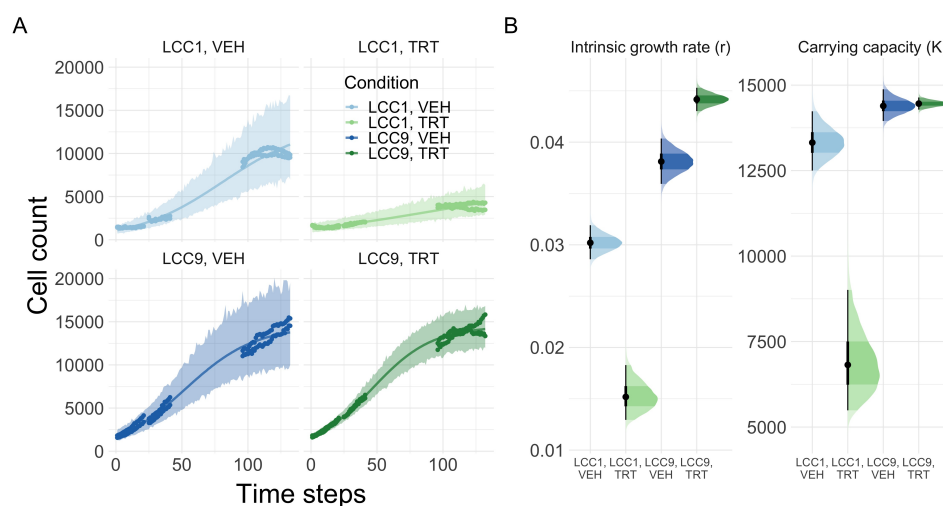 A
LCC1, VEH
LCC1, TRT
20000
15000
10000
5000
0
Condition
LCC1, VEH
LCC1, TRT
LCC9, VEH
LCC9, TRT
LCC9, VEH
LCC9, TRT
20000
15000
10000
5000
0
0
50
100
0
50
100
Cell count
Time steps
B
Intrinsic growth rate (r)
0.04
0.03
0.02
0.01
LCC1, LCC1, LCC9, LCC9,
VEH TRT VEH TRT
Carrying capacity (K
15000
12500
10000
7500
5000
LCC1, LCC1, LCC9, LCC9,
VEH TRT VEH TRT